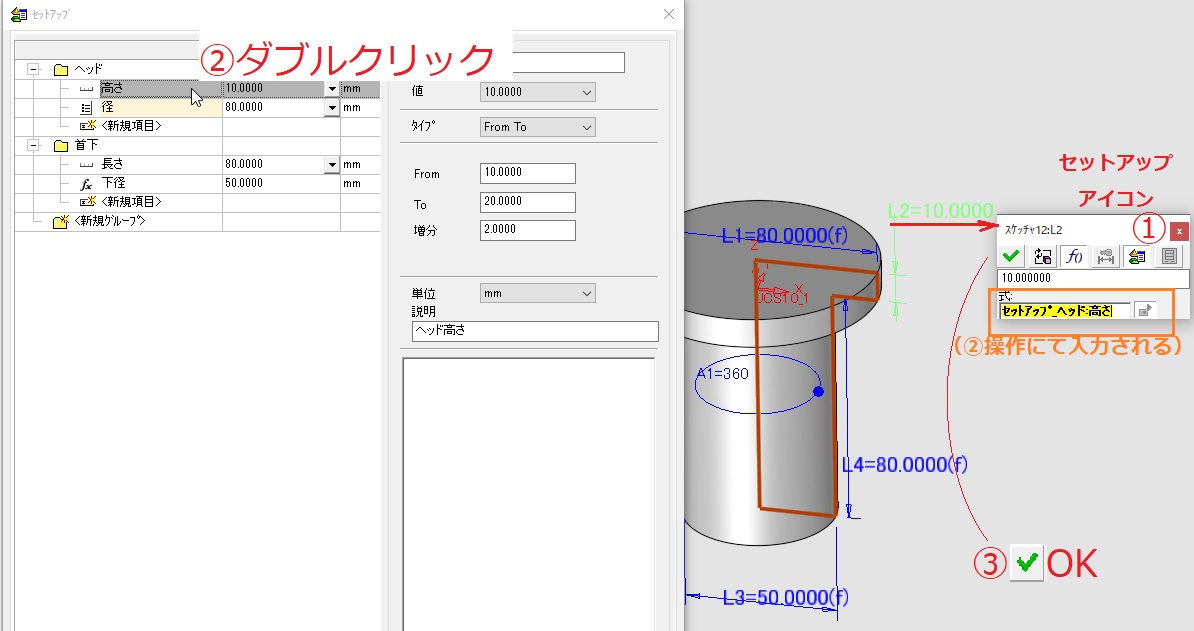 ｾｯﾄｱｯﾌﾟ
②ダブルクリック
ヘッド
高さ 10.0000 mm
径 80.0000 mm
<新規項目>
首下
長さ 80.0000 mm
fx 下径 50.0000 mm
<新規項目>
<新規ｸﾞﾙｰﾌﾟ>
値 10.0000
ﾀｲﾌﾟ From To
From 10.0000
To 20.0000
増分 2.0000
単位 mm
説明
ヘッド高さ
L2=10.0000
L1=80.0000(f)
Z
Y
X
UCS10_1
A1=360
L4=80.0000(f)
L3=50.0000(f)
セットアップ
アイコン
①
ｽｹｯﾁｬ12:L2
f()
10.000000
式:
ｾｯﾄｱｯﾌﾟ_ヘッド:高さ
（②操作にて入力される）
③ OK